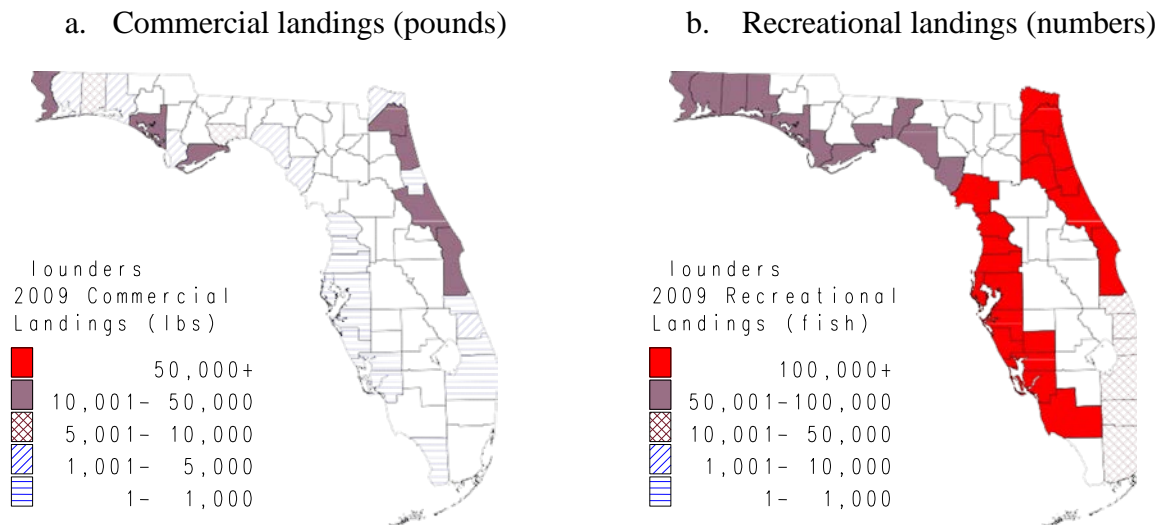 a. Commercial landings (pounds)
b. Recreational landings (numbers)
lounders
2009 Commercial
Landings (lbs)
50,000+
10,001- 50,000
5,001- 10,000
1,001- 5,000
1- 1,000
lounders
2009 Recreational
Landings (fish)
100,000+
50,001-100,000
10,001- 50,000
1,001- 10,000
1- 1,000